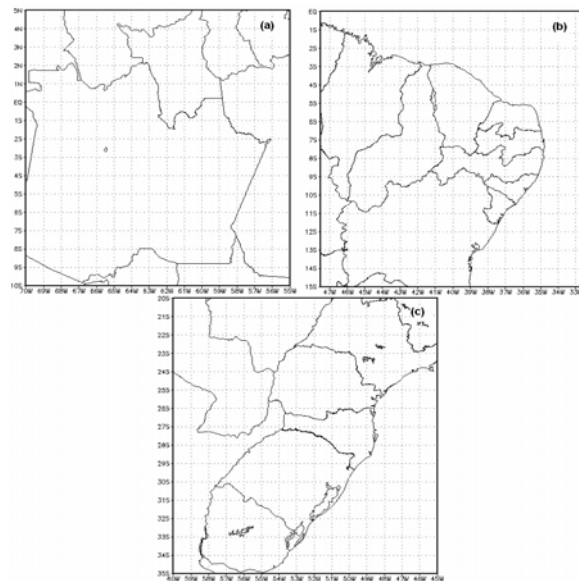 (a)
5N
4N
3N
2N
1N
EQ
1S
2S
3S
4S
5S
6S
7S
8S
9S
10S
70W 69W 68W 67W 66W 65W 64W 63W 62W 61W 60W 59W 58W 57W 56W 55W
(b)
EQ
1S
2S
3S
4S
5S
6S
7S
8S
9S
10S
11S
12S
13S
14S
15S
47W 46W 45W 44W 43W 42W 41W 40W 39W 38W 37W 36W 35W 34W 33W
(c)
20S
21S
22S
23S
24S
25S
26S
27S
28S
29S
30S
31S
32S
33S
34S
35S
60W 59W 58W 57W 56W 55W 54W 53W 52W 51W 50W 49W 48W 47W 46W 45W